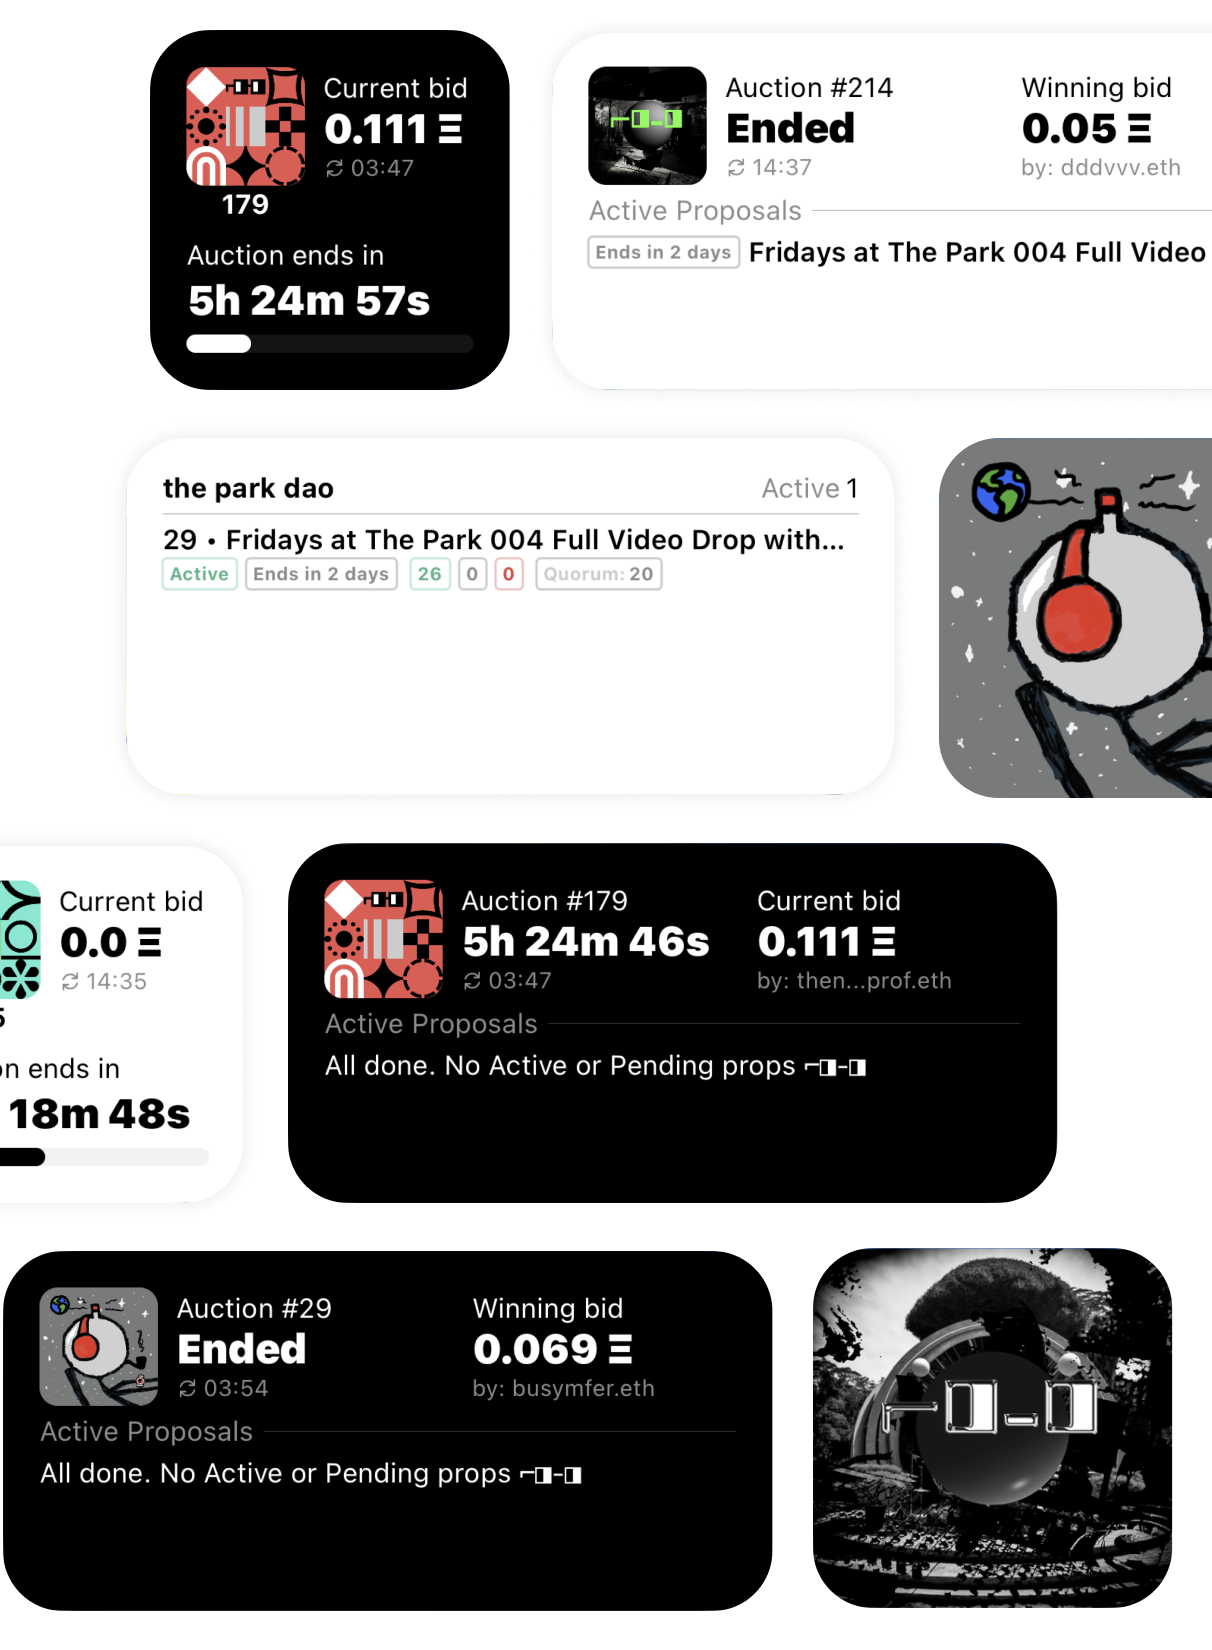 Current bid
0.111 Ξ
03:47
179
Auction ends in
5h 24m 57s
Auction #214
Ended
14:37
Winning bid
0.05 Ξ
by: dddvvv.eth
Active Proposals
Ends in 2 days Fridays at The Park 004 Full Video
the park dao Active 1
29 • Fridays at The Park 004 Full Video Drop with...
Active Ends in 2 days 26 0 0 Quorum: 20
Current bid
0.0 Ξ
14:35
5
on ends in
18m 48s
Auction #179
5h 24m 46s
03:47
Current bid
0.111 Ξ
by: then...prof.eth
Active Proposals
All done. No Active or Pending props ⌐◨-◨
Auction #29
Ended
03:54
Winning bid
0.069 Ξ
by: busymfer.eth
Active Proposals
All done. No Active or Pending props ⌐◨-◨